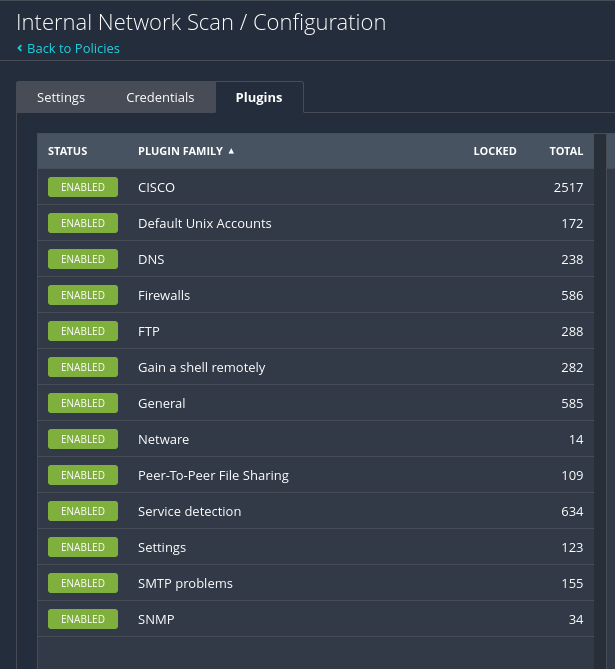 Internal Network Scan / Configuration
Back to Policies
Settings Credentials Plugins
STATUS PLUGIN FAMILY ▲ LOCKED TOTAL
ENABLED CISCO 2517
ENABLED Default Unix Accounts 172
ENABLED DNS 238
ENABLED Firewalls 586
ENABLED FTP 288
ENABLED Gain a shell remotely 282
ENABLED General 585
ENABLED Netware 14
ENABLED Peer-To-Peer File Sharing 109
ENABLED Service detection 634
ENABLED Settings 123
ENABLED SMTP problems 155
ENABLED SNMP 34